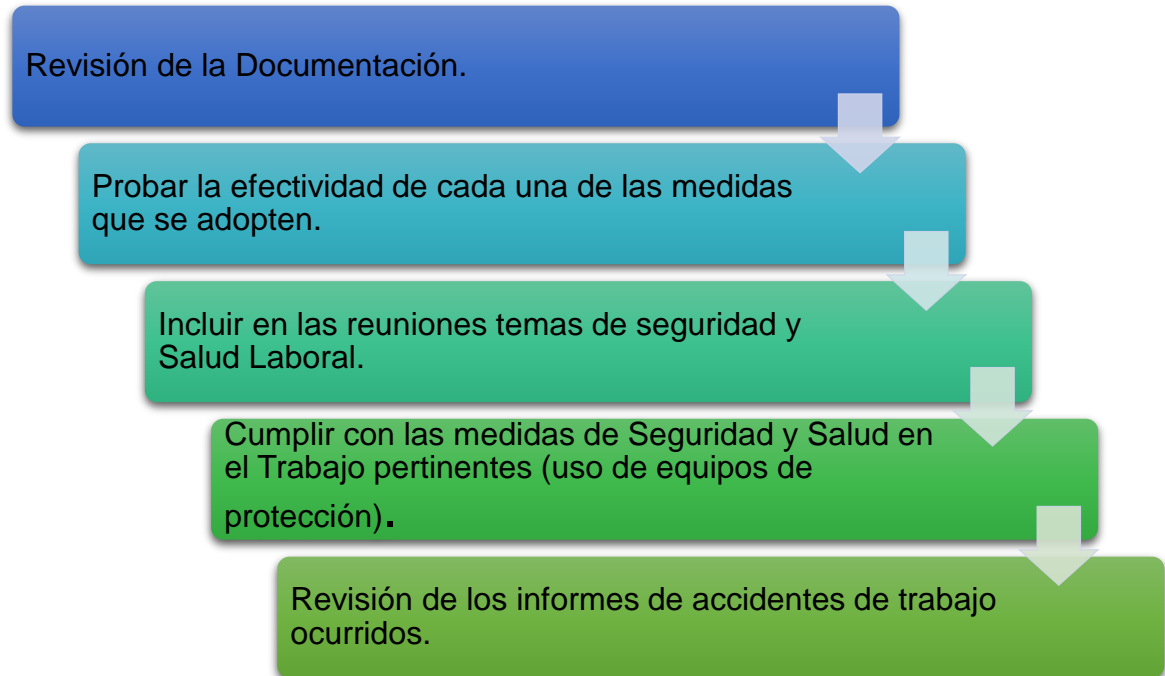 Revisión de la Documentación.
Probar la efectividad de cada una de las medidas
que se adopten.
Incluir en las reuniones temas de seguridad y
Salud Laboral.
Cumplir con las medidas de Seguridad y Salud en
el Trabajo pertinentes (uso de equipos de
protección).
Revisión de los informes de accidentes de trabajo
ocurridos.